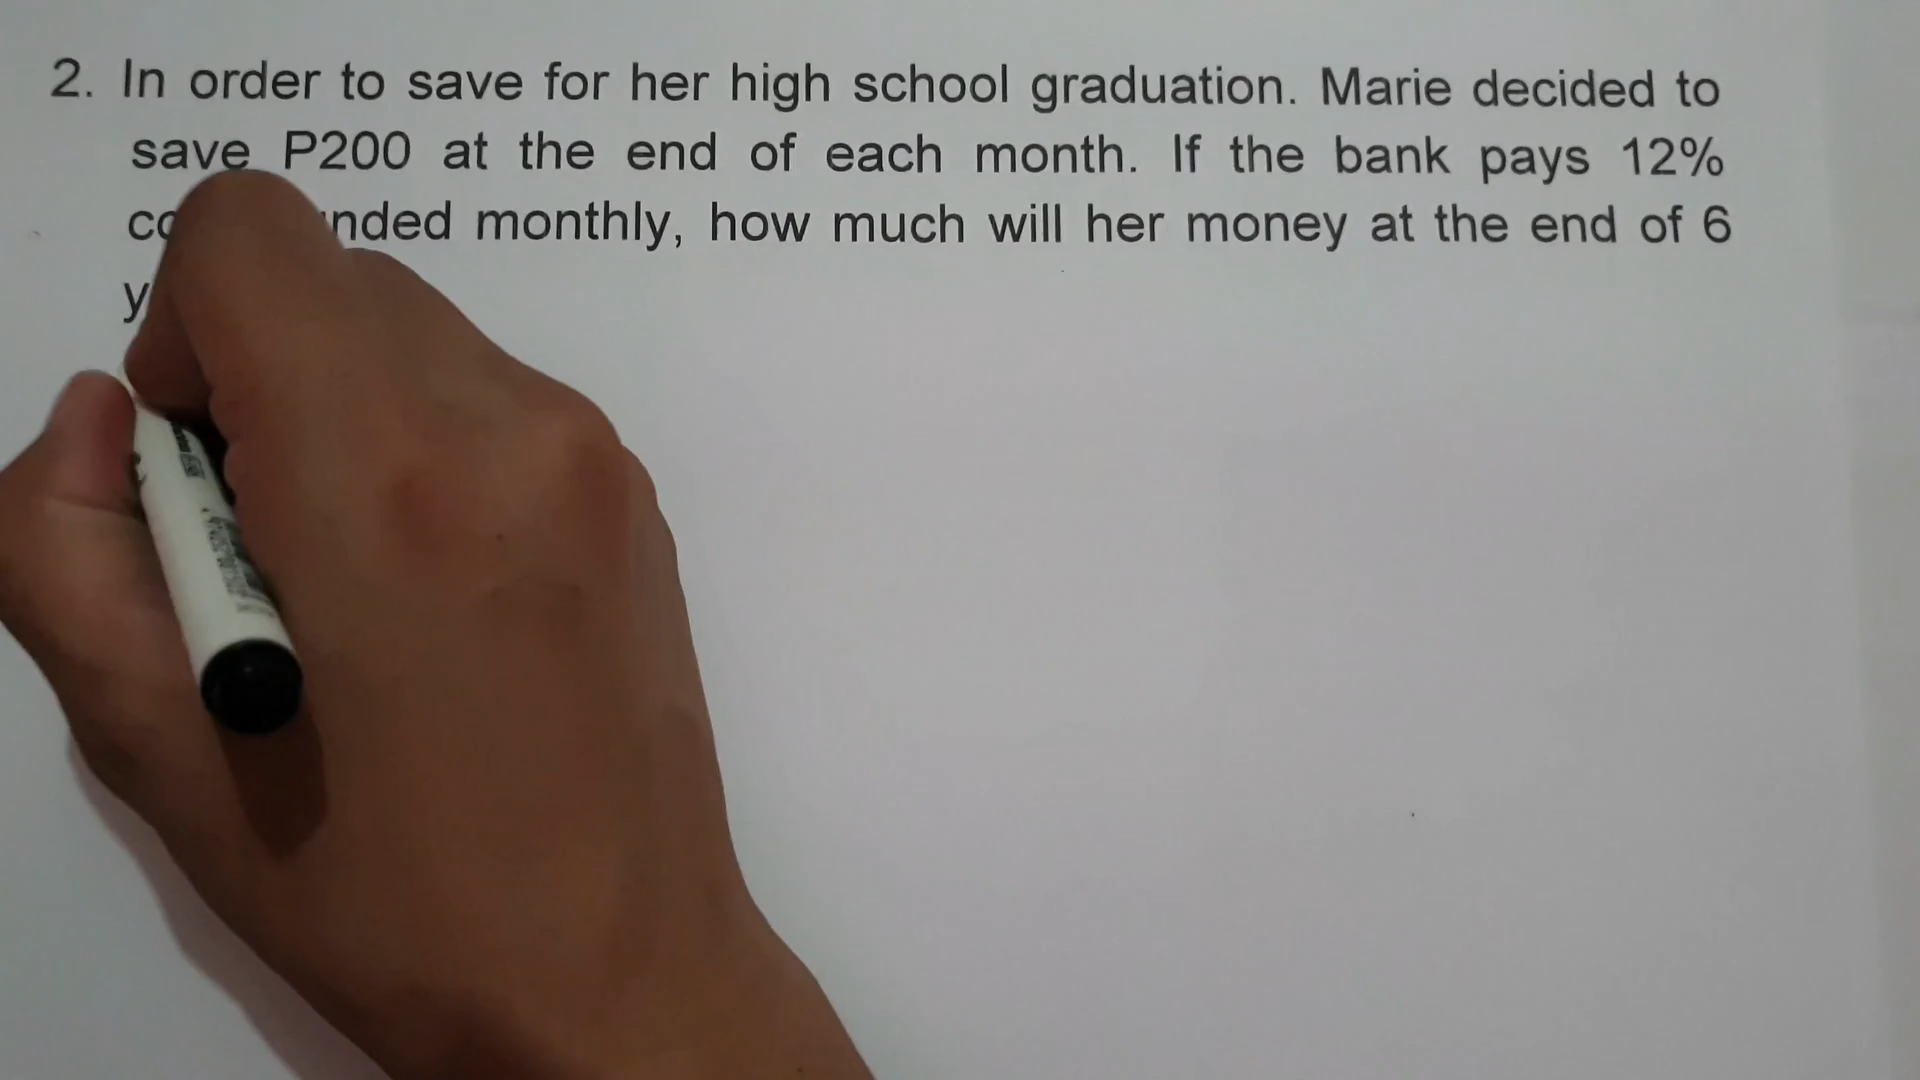 2. In order to save for her high school graduation. Marie decided to
save P200 at the end of each month. If the bank pays 12%
monthly, how much will her money at the end of 6